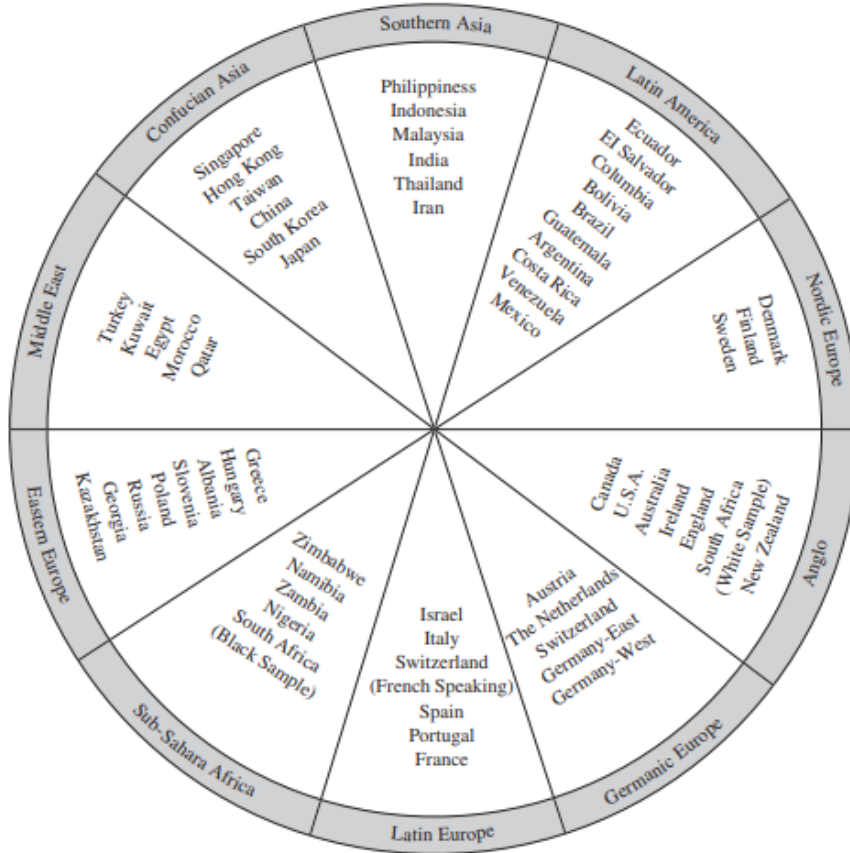 Southern Asia
Philippiness
Indonesia
Malaysia
India
Thailand
Iran
Latin America
Ecuador
El Salvador
Columbia
Bolivia
Brazil
Guatemala
Argentina
Costa Rica
Venezuela
Mexico
Nordic Europe
Denmark
Finland
Sweden
Anglo
Canada
U.S.A.
Australia
Ireland
England
South Africa
(White Sample)
New Zealand
Germanic Europe
Austria
The Netherlands
Switzerland
Germany-East
Germany-West
Latin Europe
Israel
Italy
Switzerland
(French Speaking)
Spain
Portugal
France
Sub-Sahara Africa
Zimbabwe
Namibia
Zambia
Nigeria
South Africa
(Black Sample)
Eastern Europe
Greece
Hungary
Albania
Slovenia
Poland
Russia
Georgia
Kazakhstan
Middle East
Turkey
Kuwait
Egypt
Morocco
Qatar
Confucian Asia
Singapore
Hong Kong
Taiwan
China
South Korea
Japan